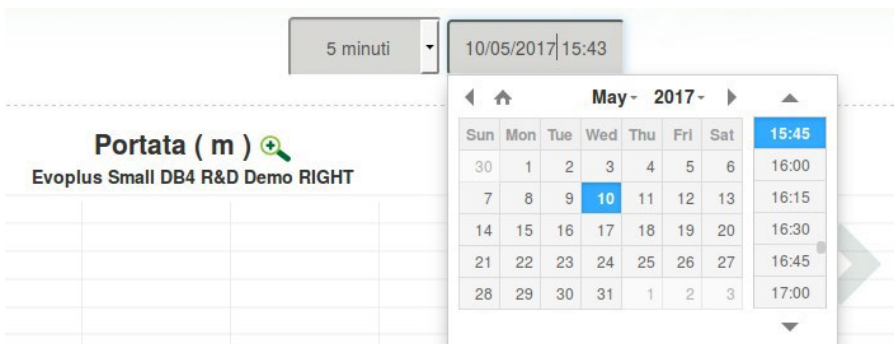 5 minuti 10/05/2017 15:43
May 2017
Sun Mon Tue Wed Thu Fri Sat
30 1 2 3 4 5 6
7 8 9 10 11 12 13
14 15 16 17 18 19 20
21 22 23 24 25 26 27
28 29 30 31 1 2 3
15:45
16:00
16:15
16:30
16:45
17:00
Portata ( m )
Evoplus Small DB4 R&D Demo RIGHT